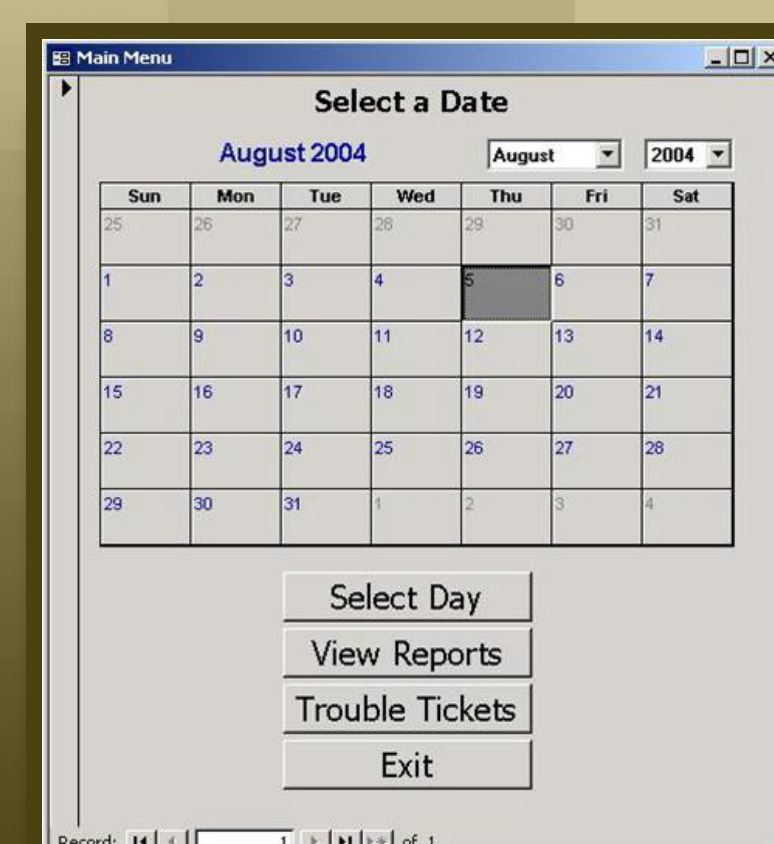 Main Menu
Select a Date
August 2004 August 2004
Sun Mon Tue Wed Thu Fri Sat
25 26 27 28 29 30 31
1 2 3 4 5 6 7
8 9 10 11 12 13 14
15 16 17 18 19 20 21
22 23 24 25 26 27 28
29 30 31 1 2 3 4
Select Day
View Reports
Trouble Tickets
Exit
Record: 1 of 1